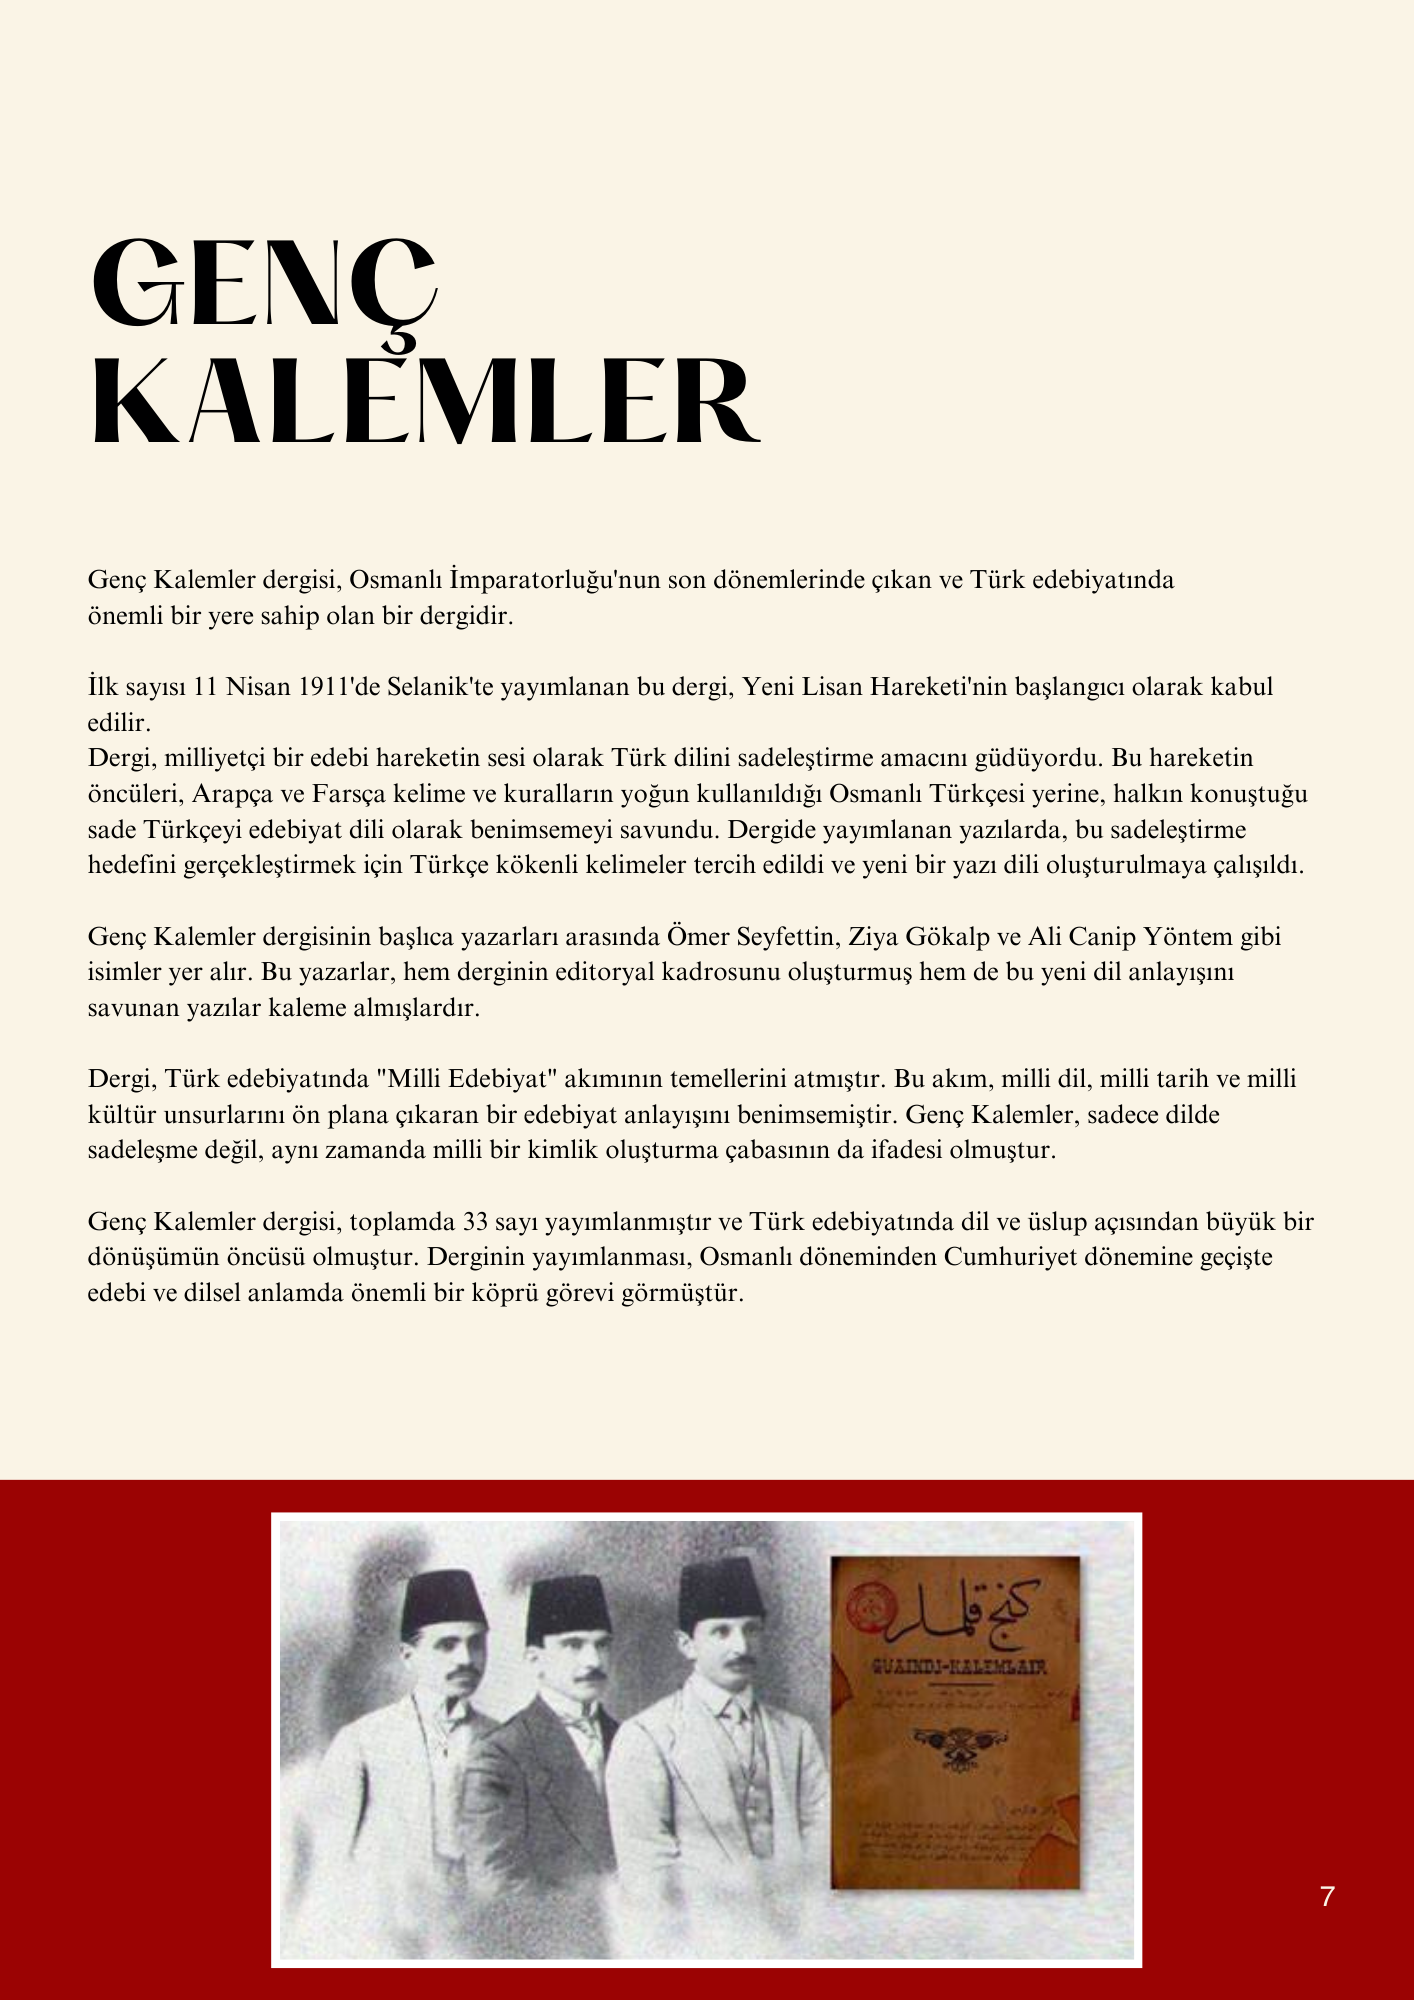 GENÇ
KALEMLER
Genç Kalemler dergisi, Osmanlı İmparatorluğu'nun son dönemlerinde çıkan ve Türk edebiyatında
önemli bir yere sahip olan bir dergidir.
İlk sayısı 11 Nisan 1911'de Selanik'te yayımlanan bu dergi, Yeni Lisan Hareketi'nin başlangıcı olarak kabul
edilir.
Dergi, milliyetçi bir edebi hareketin sesi olarak Türk dilini sadeleştirme amacını güdüyordu. Bu hareketin
öncüleri, Arapça ve Farsça kelime ve kuralların yoğun kullanıldığı Osmanlı Türkçesi yerine, halkın konuştuğu
sade Türkçeyi edebiyat dili olarak benimsemeyi savundu. Dergide yayımlanan yazılarda, bu sadeleştirme
hedefini gerçekleştirmek için Türkçe kökenli kelimeler tercih edildi ve yeni bir yazı dili oluşturulmaya çalışıldı.
Genç Kalemler dergisinin başlıca yazarları arasında Ömer Seyfettin, Ziya Gökalp ve Ali Canip Yöntem gibi
isimler yer alır. Bu yazarlar, hem derginin editoryal kadrosunu oluşturmuş hem de bu yeni dil anlayışını
savunan yazılar kaleme almışlardır.
Dergi, Türk edebiyatında "Milli Edebiyat" akımının temellerini atmıştır. Bu akım, milli dil, milli tarih ve milli
kültür unsurlarını ön plana çıkaran bir edebiyat anlayışını benimsemiştir. Genç Kalemler, sadece dilde
sadeleşme değil, aynı zamanda milli bir kimlik oluşturma çabasının da ifadesi olmuştur.
Genç Kalemler dergisi, toplamda 33 sayı yayımlanmıştır ve Türk edebiyatında dil ve üslup açısından büyük bir
dönüşümün öncüsü olmuştur. Derginin yayımlanması, Osmanlı döneminden Cumhuriyet dönemine geçişte
edebi ve dilsel anlamda önemli bir köprü görevi görmüştür.
كنج قلملر
GUAINDJ-KALEMLAIR
7